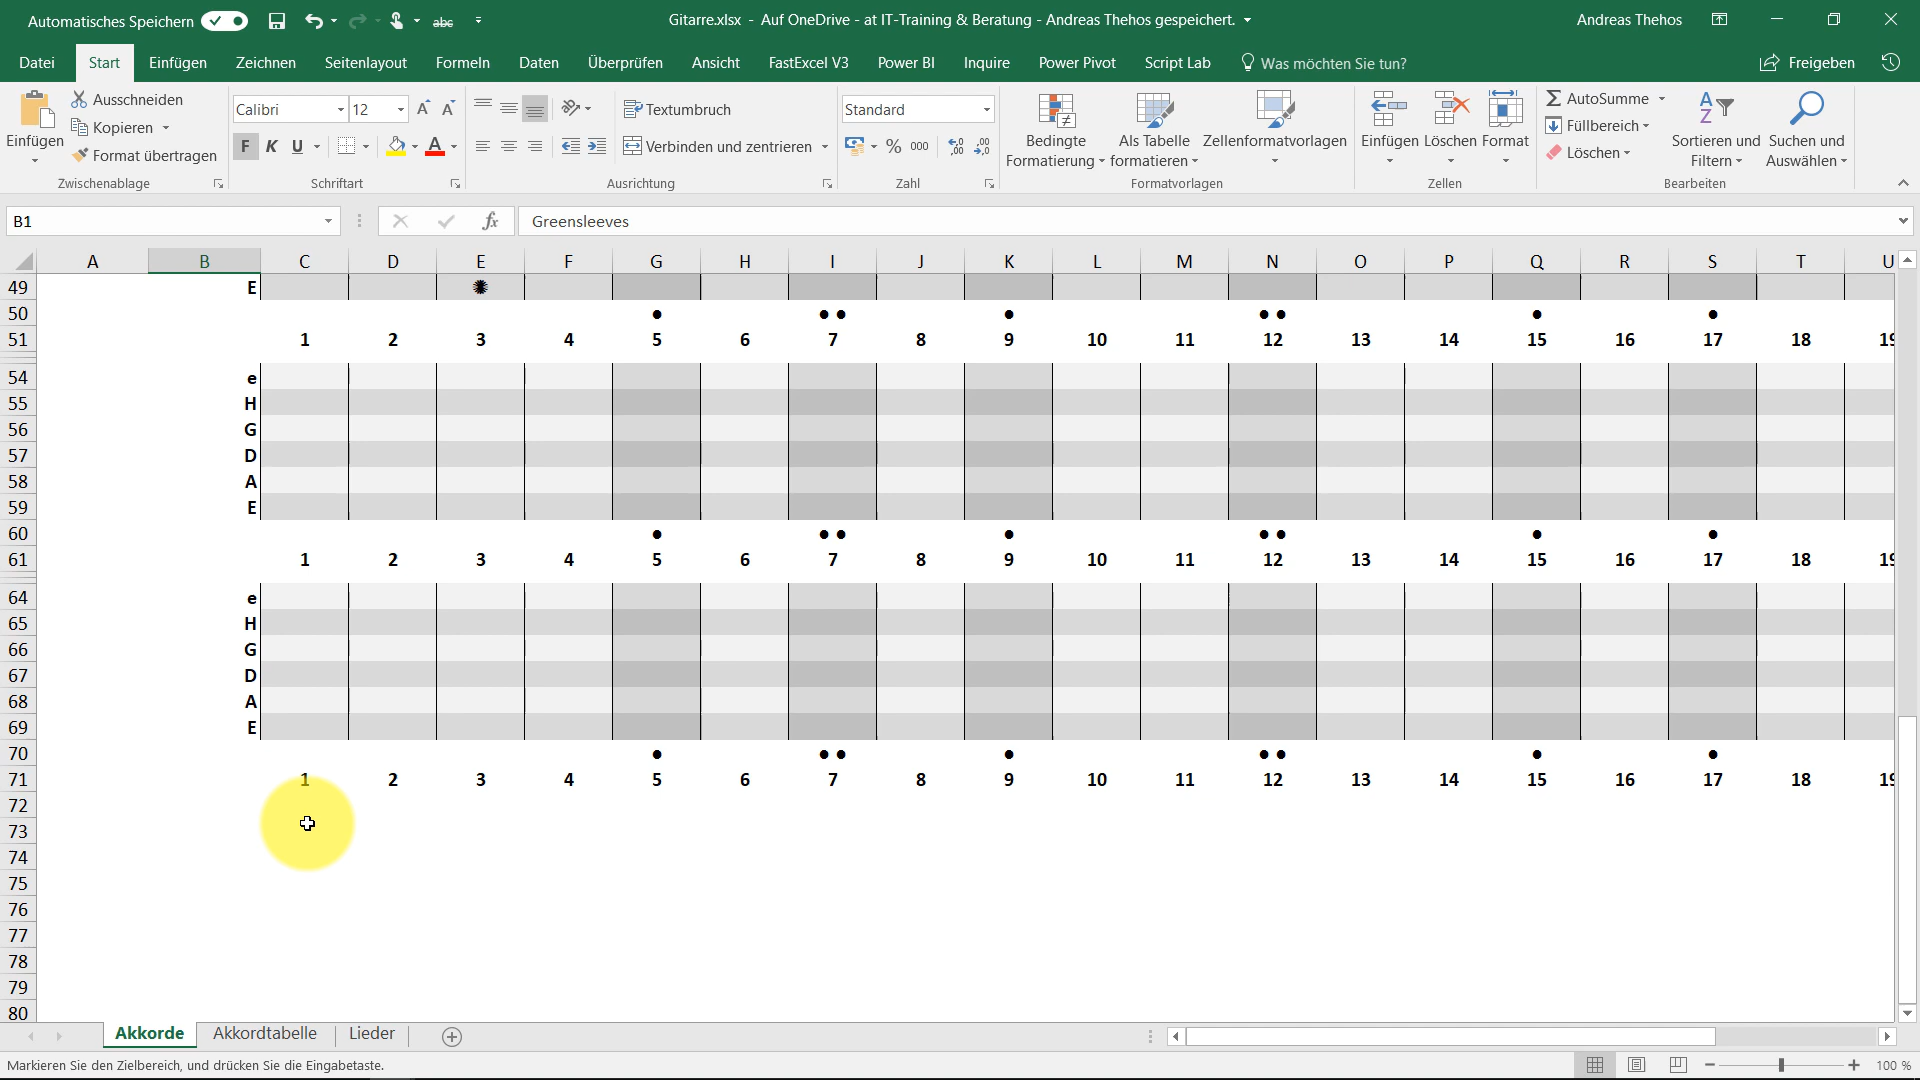 Automatisches Speichern abc Gitarre.xlsx - Auf OneDrive - at IT-Training & Beratung - Andreas Thehos gespeichert. Andreas Thehos
Datei Start Einfügen Zeichnen Seitenlayout Formeln Daten Überprüfen Ansicht FastExcel V3 Power BI Inquire Power Pivot Script Lab Was möchten Sie tun? Freigeben
Einfügen
Ausschneiden
Kopieren
Format übertragen
Zwischenablage
Calibri 12
F K U
Schriftart
Textumbruch
Verbinden und zentrieren
Ausrichtung
Standard
% 000
Zahl
Bedingte Formatierung
Als Tabelle formatieren
Zellenformatvorlagen
Formatvorlagen
Einfügen Löschen Format
Zellen
AutoSumme
Füllbereich
Löschen
Sortieren und Filtern
Suchen und Auswählen
Bearbeiten
B1 fx Greensleeves
A B C D E F G H I J K L M N O P Q R S T U
49 E ✺
50 ● ●● ● ●● ● ●
51 1 2 3 4 5 6 7 8 9 10 11 12 13 14 15 16 17 18 19
54 e
55 H
56 G
57 D
58 A
59 E
60 ● ●● ● ●● ● ●
61 1 2 3 4 5 6 7 8 9 10 11 12 13 14 15 16 17 18 19
64 e
65 H
66 G
67 D
68 A
69 E
70 ● ●● ● ●● ● ●
71 1 2 3 4 5 6 7 8 9 10 11 12 13 14 15 16 17 18 19
72
73
74
75
76
77
78
79
80
Akkorde Akkordtabelle Lieder
Markieren Sie den Zielbereich, und drücken Sie die Eingabetaste. 100 %